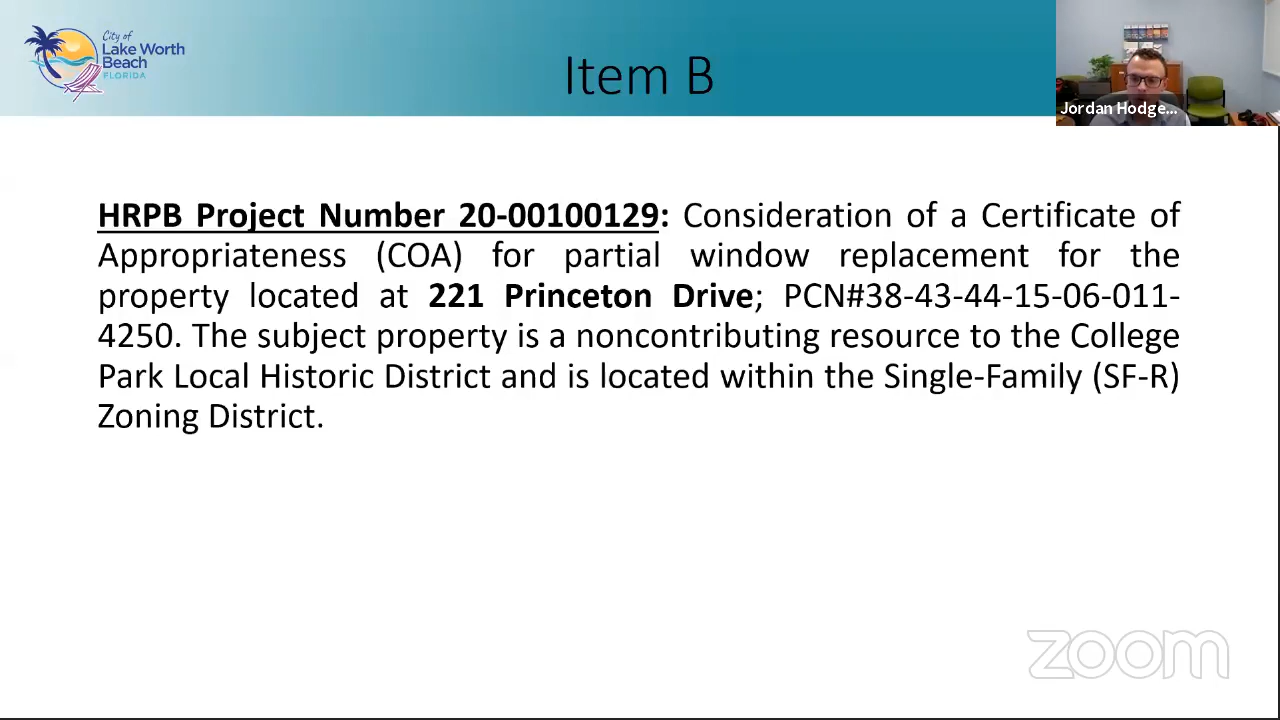 City of
Lake Worth
Beach
FLORIDA
Item B
Jordan Hodge...
HRPB Project Number 20-00100129: Consideration of a Certificate of
Appropriateness (COA) for partial window replacement for the
property located at 221 Princeton Drive; PCN#38-43-44-15-06-011-
4250. The subject property is a noncontributing resource to the College
Park Local Historic District and is located within the Single-Family (SF-R)
Zoning District.
zoom